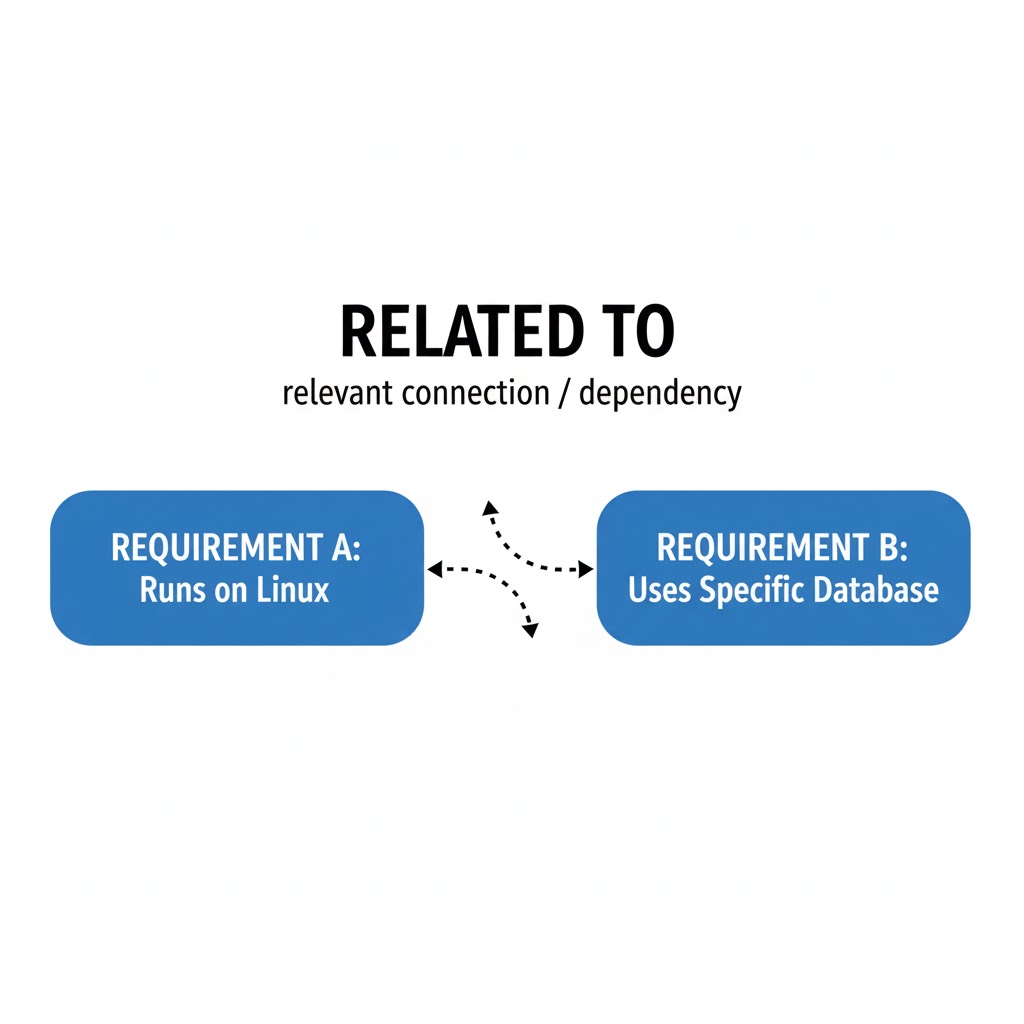 RELATED TO
relevant connection / dependency
REQUIREMENT A:
Runs on Linux
REQUIREMENT B:
Uses Specific Database